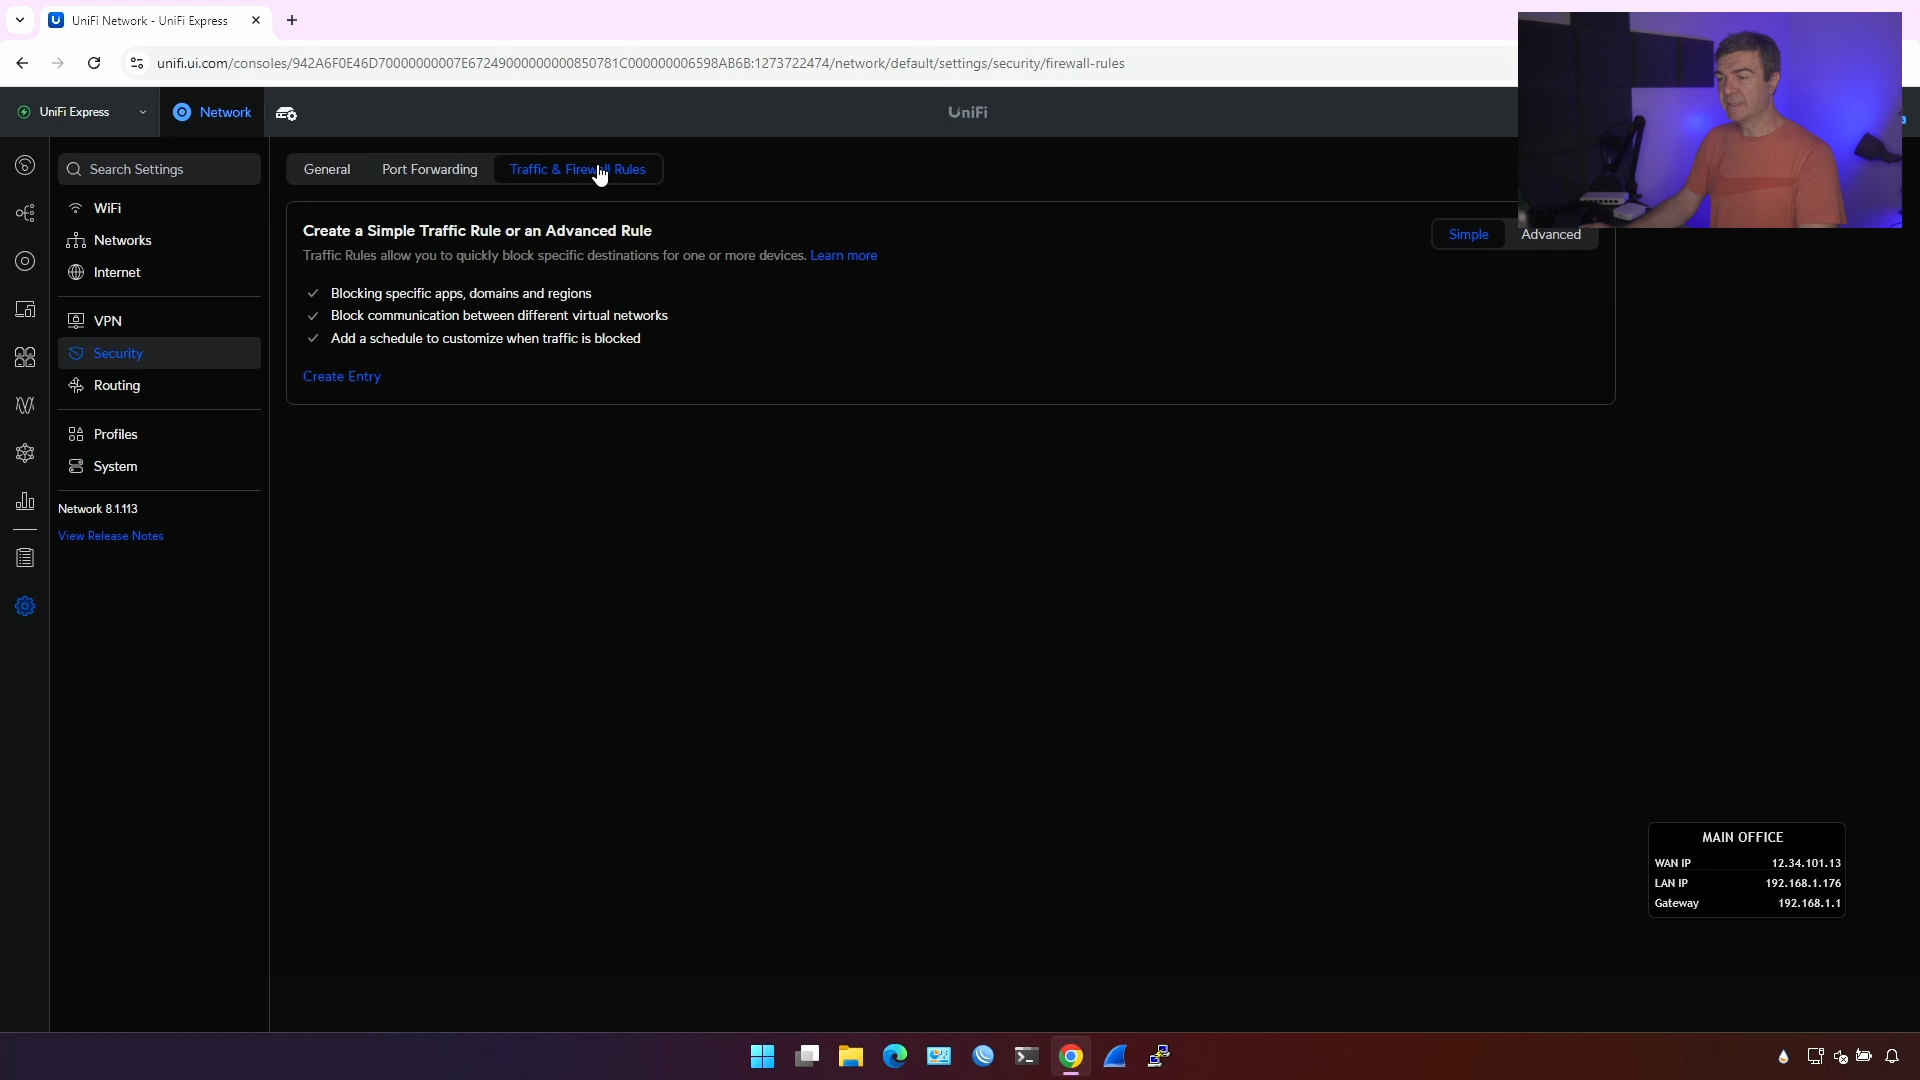 UniFi Network - UniFi Express
unifi.ui.com/consoles/942A6F0E46D70000000007E67249000000000850781C000000006598AB6B:1273722474/network/default/settings/security/firewall-rules
UniFi Express
Network
UniFi
Search Settings
General
Port Forwarding
Traffic & Firewall Rules
WiFi
Networks
Internet
VPN
Security
Routing
Profiles
System
Network 8.1.113
View Release Notes
Create a Simple Traffic Rule or an Advanced Rule
Simple
Advanced
Traffic Rules allow you to quickly block specific destinations for one or more devices. Learn more
Blocking specific apps, domains and regions
Block communication between different virtual networks
Add a schedule to customize when traffic is blocked
Create Entry
MAIN OFFICE
WAN IP 12.34.101.13
LAN IP 192.168.1.176
Gateway 192.168.1.1